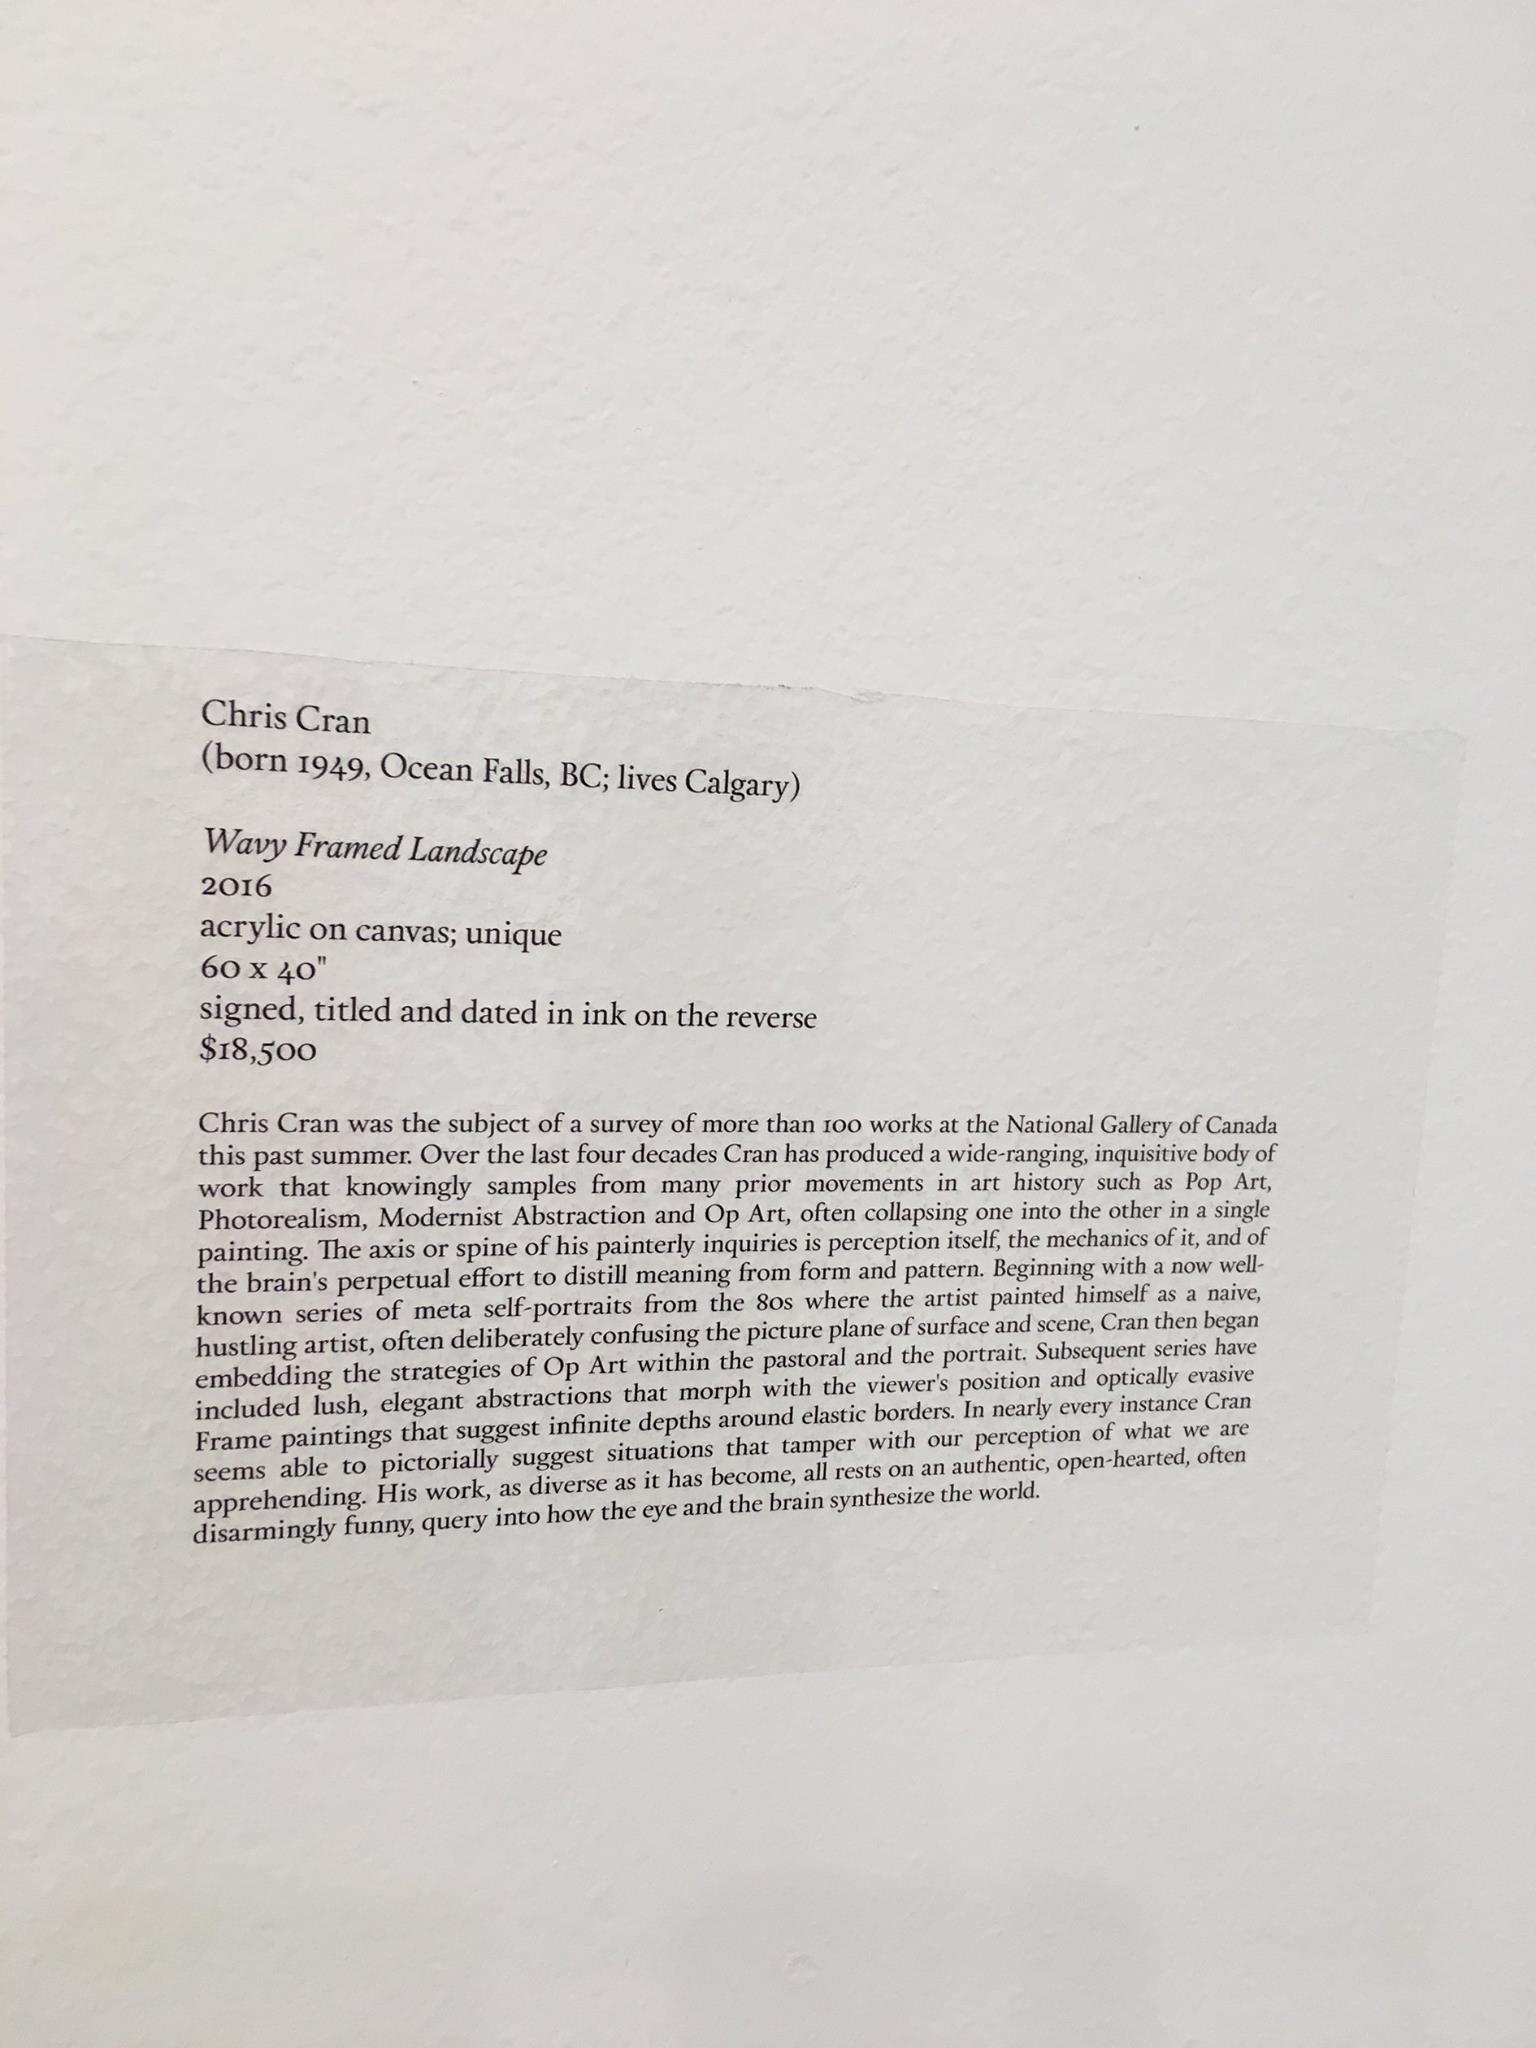 Chris Cran
(born 1949, Ocean Falls, BC; lives Calgary)
Wavy Framed Landscape
2016
acrylic on canvas; unique
60 x 40"
signed, titled and dated in ink on the reverse
$18,500
Chris Cran was the subject of a survey of more than 100 works at the National Gallery of Canada
this past summer. Over the last four decades Cran has produced a wide-ranging, inquisitive body of
work that knowingly samples from many prior movements in art history such as Pop Art,
Photorealism, Modernist Abstraction and Op Art, often collapsing one into the other in a single
painting. The axis or spine of his painterly inquiries is perception itself, the mechanics of it, and of
the brain's perpetual effort to distill meaning from form and pattern. Beginning with a now well-
known series of meta self-portraits from the 80s where the artist painted himself as a naive,
hustling artist, often deliberately confusing the picture plane of surface and scene, Cran then began
embedding the strategies of Op Art within the pastoral and the portrait. Subsequent series have
included lush, elegant abstractions that morph with the viewer's position and optically evasive
Frame paintings that suggest infinite depths around elastic borders. In nearly every instance Cran
seems able to pictorially suggest situations that tamper with our perception of what we are
apprehending. His work, as diverse as it has become, all rests on an authentic, open-hearted, often
disarmingly funny, query into how the eye and the brain synthesize the world.